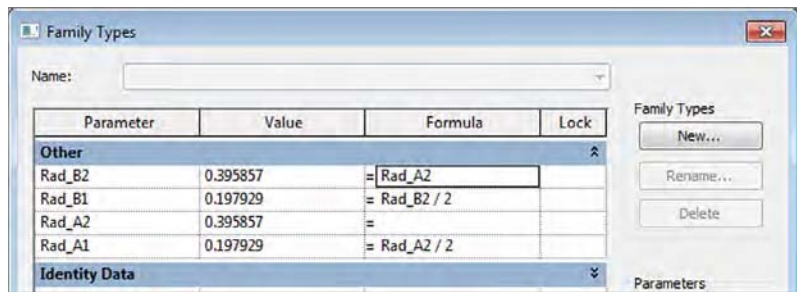 Family Types
Name:
Family Types
Parameter Value Formula Lock
New...
Other
Rad_B2 0.395857 = Rad_A2
Rename...
Rad_B1 0.197929 = Rad_B2 / 2
Delete
Rad_A2 0.395857 =
Rad_A1 0.197929 = Rad_A2 / 2
Identity Data
Parameters